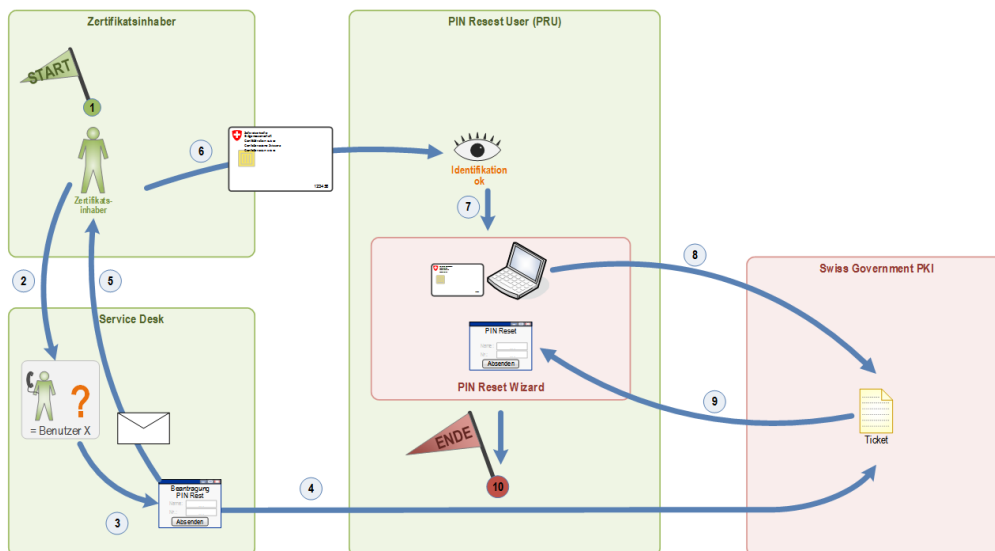 Zertifikatsinhaber
START
1
Zertifikats-
inhaber
2
5
6
Service Desk
= Benutzer X
?
3
Beantragung
PIN Rest
Absenden
4
PIN Resest User (PRU)
Identifikation
ok
7
PIN Reset
Absenden
PIN Reset Wizard
ENDE
10
8
9
Swiss Government PKI
Ticket